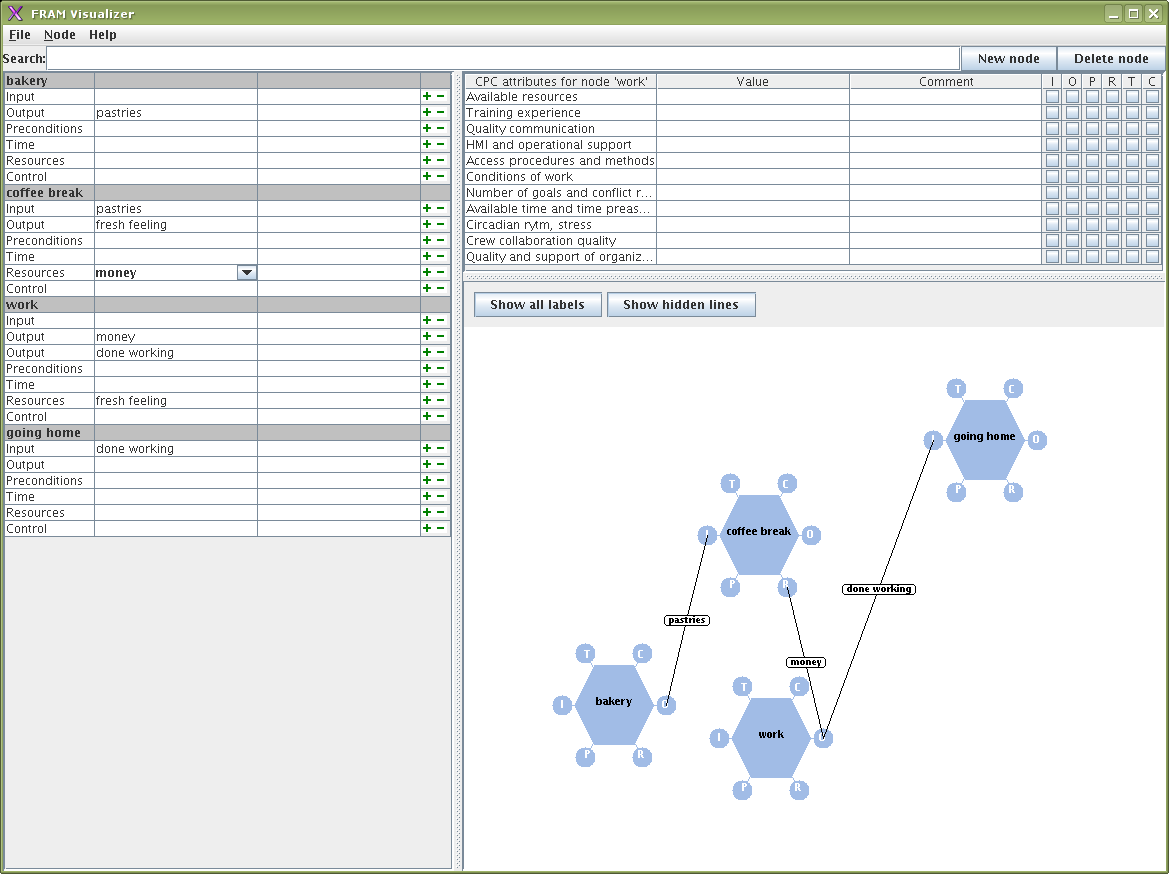 FRAM Visualizer
File Node Help
Search: New node Delete node
bakery
Input
Output pastries
Preconditions
Time
Resources
Control
coffee break
Input pastries
Output fresh feeling
Preconditions
Time
Resources money
Control
work
Input
Output money
Output done working
Preconditions
Time
Resources fresh feeling
Control
going home
Input done working
Output
Preconditions
Time
Resources
Control
CPC attributes for node 'work' Value Comment I O P R T C
Available resources
Training experience
Quality communication
HMI and operational support
Access procedures and methods
Conditions of work
Number of goals and conflict r...
Available time and time preas...
Circadian rytm, stress
Crew collaboration quality
Quality and support of organiz...
Show all labels Show hidden lines
T C
I going home O
P R
T C
I coffee break O
P R
done working
pastries
money
T C
I bakery O
P R
T C
I work O
P R